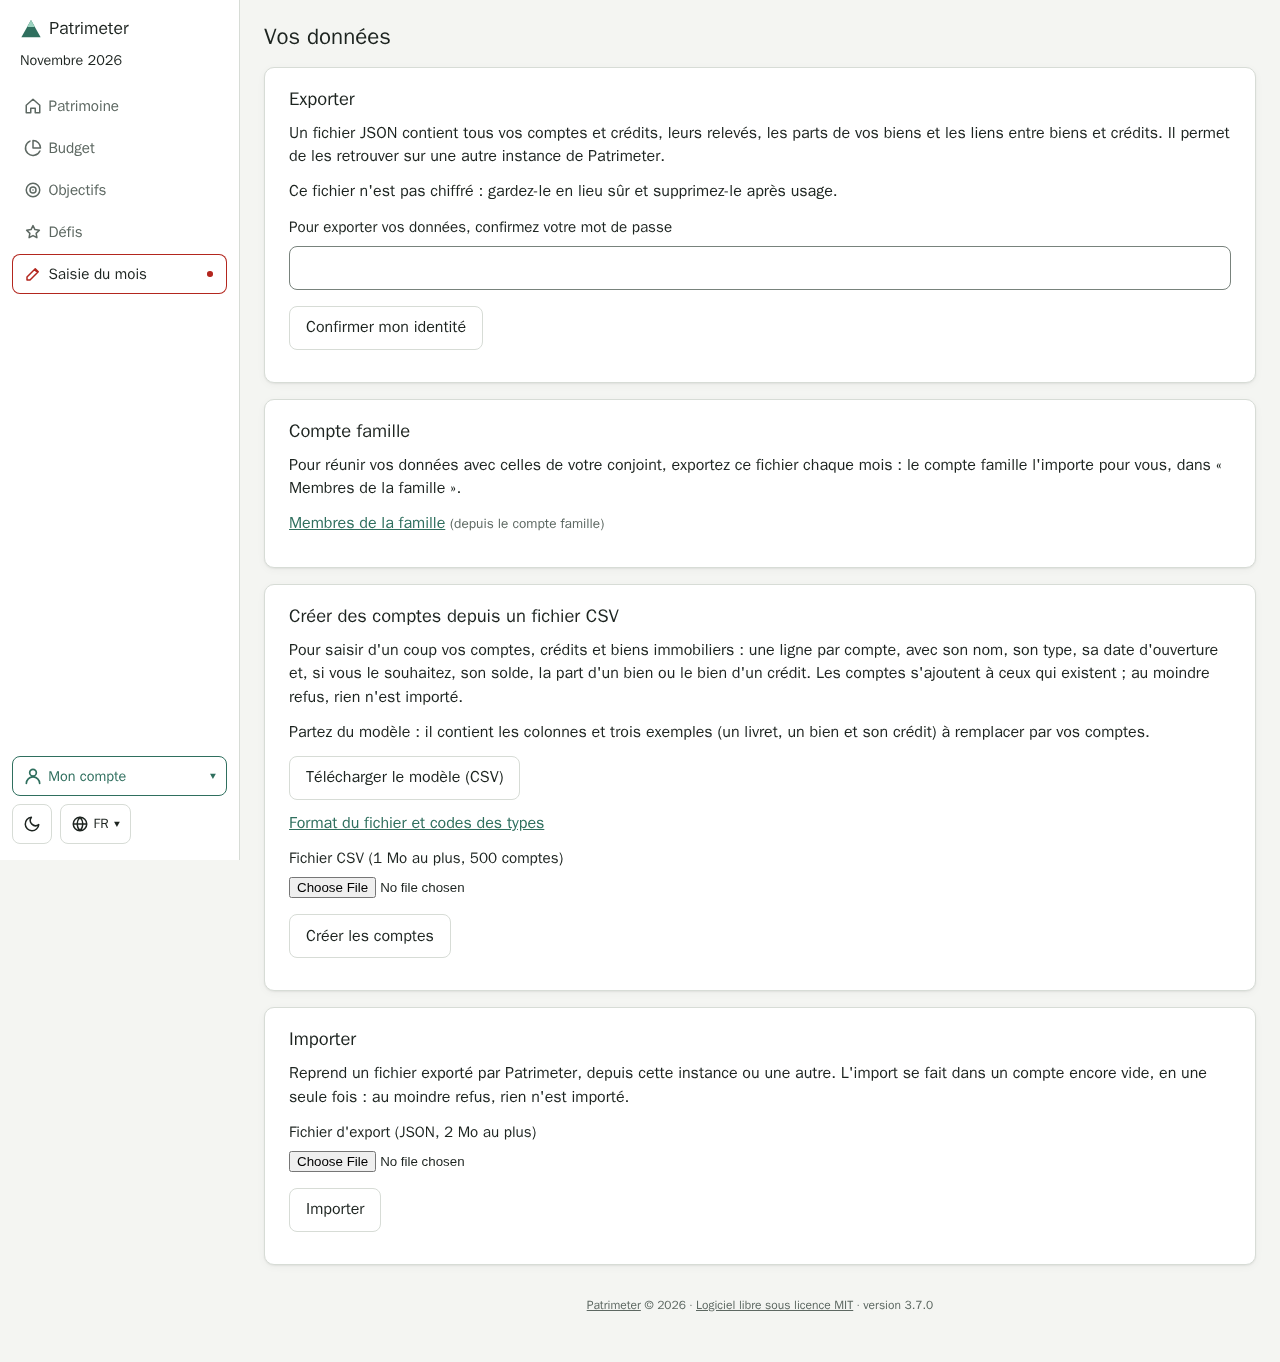 Patrimeter
Novembre 2026
Patrimoine
Budget
Objectifs
Défis
Saisie du mois
Mon compte
FR
Vos données
Exporter
Un fichier JSON contient tous vos comptes et crédits, leurs relevés, les parts de vos biens et les liens entre biens et crédits. Il permet
de les retrouver sur une autre instance de Patrimeter.
Ce fichier n'est pas chiffré : gardez-le en lieu sûr et supprimez-le après usage.
Pour exporter vos données, confirmez votre mot de passe
Confirmer mon identité
Compte famille
Pour réunir vos données avec celles de votre conjoint, exportez ce fichier chaque mois : le compte famille l'importe pour vous, dans «
Membres de la famille ».
Membres de la famille (depuis le compte famille)
Créer des comptes depuis un fichier CSV
Pour saisir d'un coup vos comptes, crédits et biens immobiliers : une ligne par compte, avec son nom, son type, sa date d'ouverture
et, si vous le souhaitez, son solde, la part d'un bien ou le bien d'un crédit. Les comptes s'ajoutent à ceux qui existent ; au moindre
refus, rien n'est importé.
Partez du modèle : il contient les colonnes et trois exemples (un livret, un bien et son crédit) à remplacer par vos comptes.
Télécharger le modèle (CSV)
Format du fichier et codes des types
Fichier CSV (1 Mo au plus, 500 comptes)
Choose File No file chosen
Créer les comptes
Importer
Reprend un fichier exporté par Patrimeter, depuis cette instance ou une autre. L'import se fait dans un compte encore vide, en une
seule fois : au moindre refus, rien n'est importé.
Fichier d'export (JSON, 2 Mo au plus)
Choose File No file chosen
Importer
Patrimeter © 2026 · Logiciel libre sous licence MIT · version 3.7.0